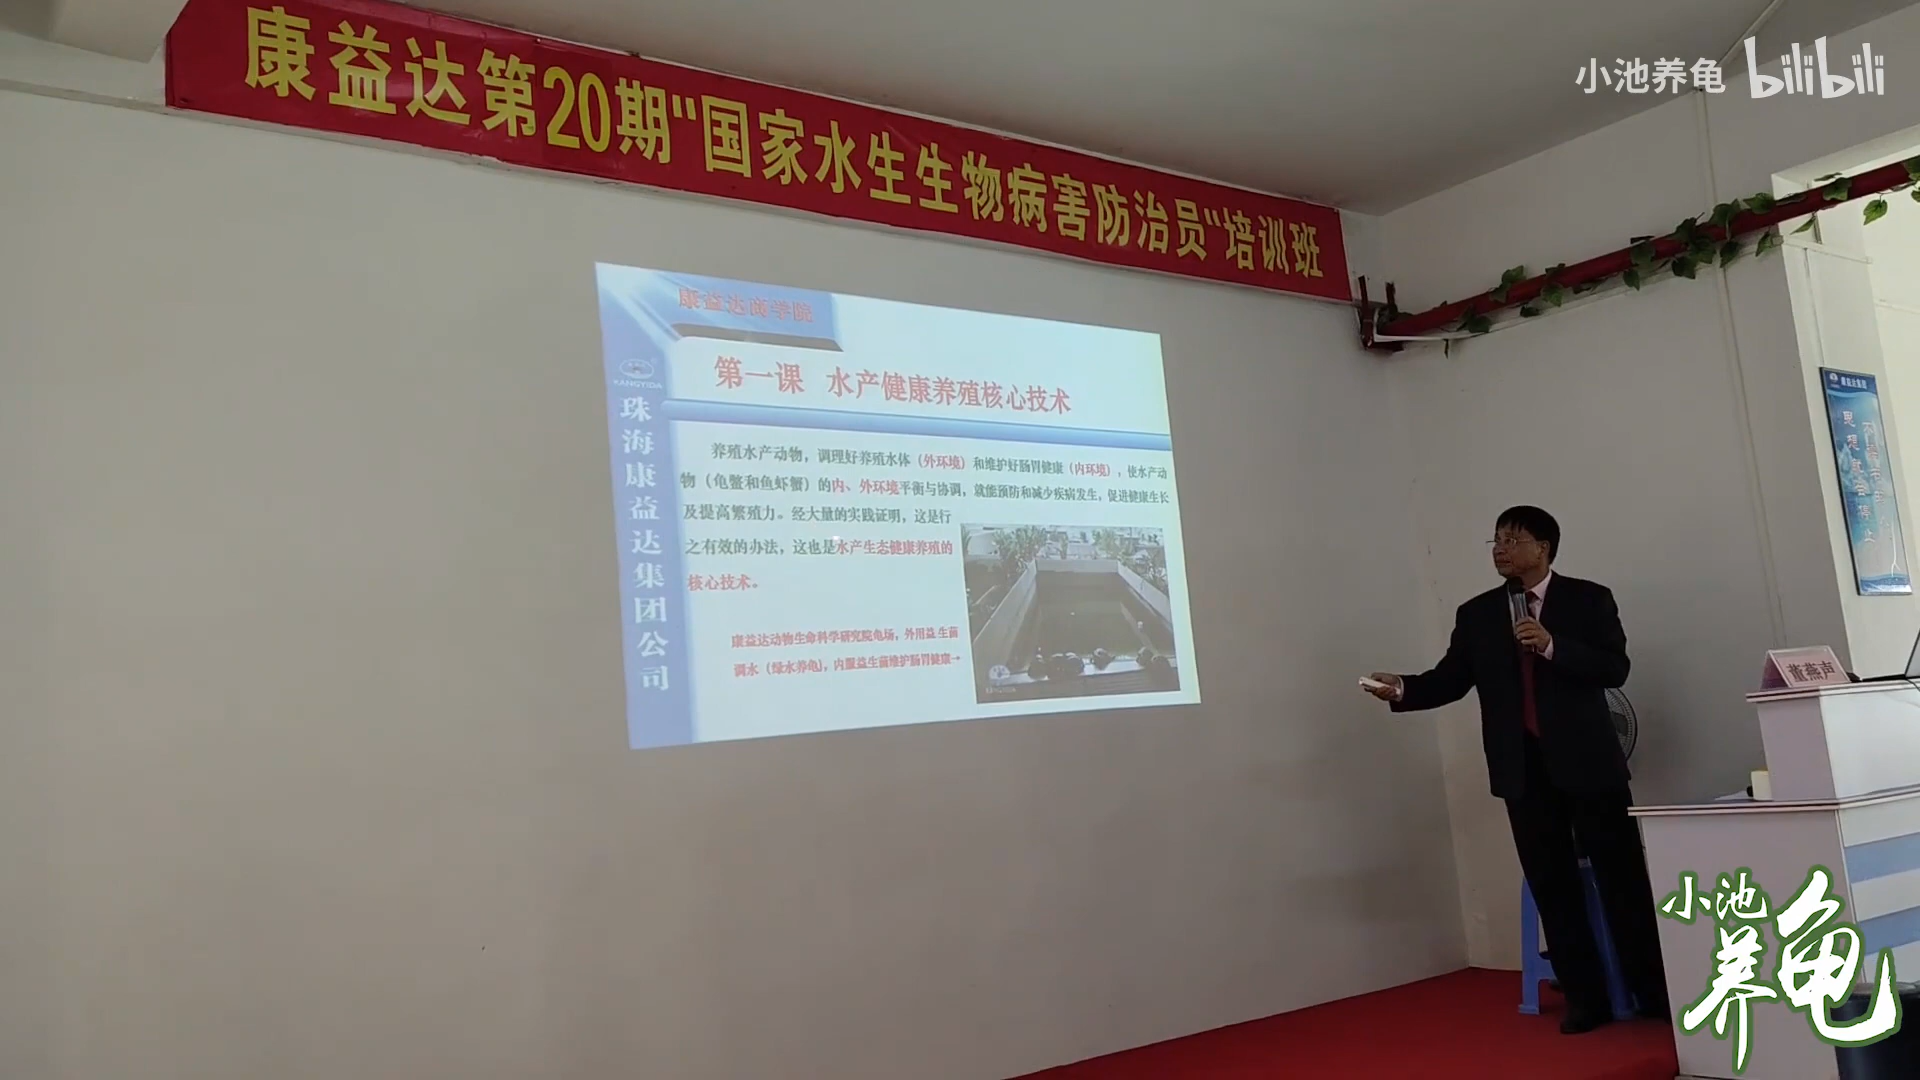 小池养龟 bilibili
康益达第20期“国家水生生物病害防治员“培训班
康益达商学院
KANGYIDA
珠海康益达集团公司
第一课 水产健康养殖核心技术
养殖水产动物，调理好养殖水体（外环境）和维护好肠胃健康（内环境），使水产动
物（龟鳖和鱼虾蟹）的内、外环境平衡与协调，就能预防和减少疾病发生，促进健康生长
及提高繁殖力。经大量的实践证明，这是行
之有效的办法，这也是水产生态健康养殖的
核心技术。
康益达动物生命科学研究院龟场，外用益生菌
调水（绿水养龟），内服益生菌维护肠胃健康→
康益达集团
思想
董燕声
小池
养龟